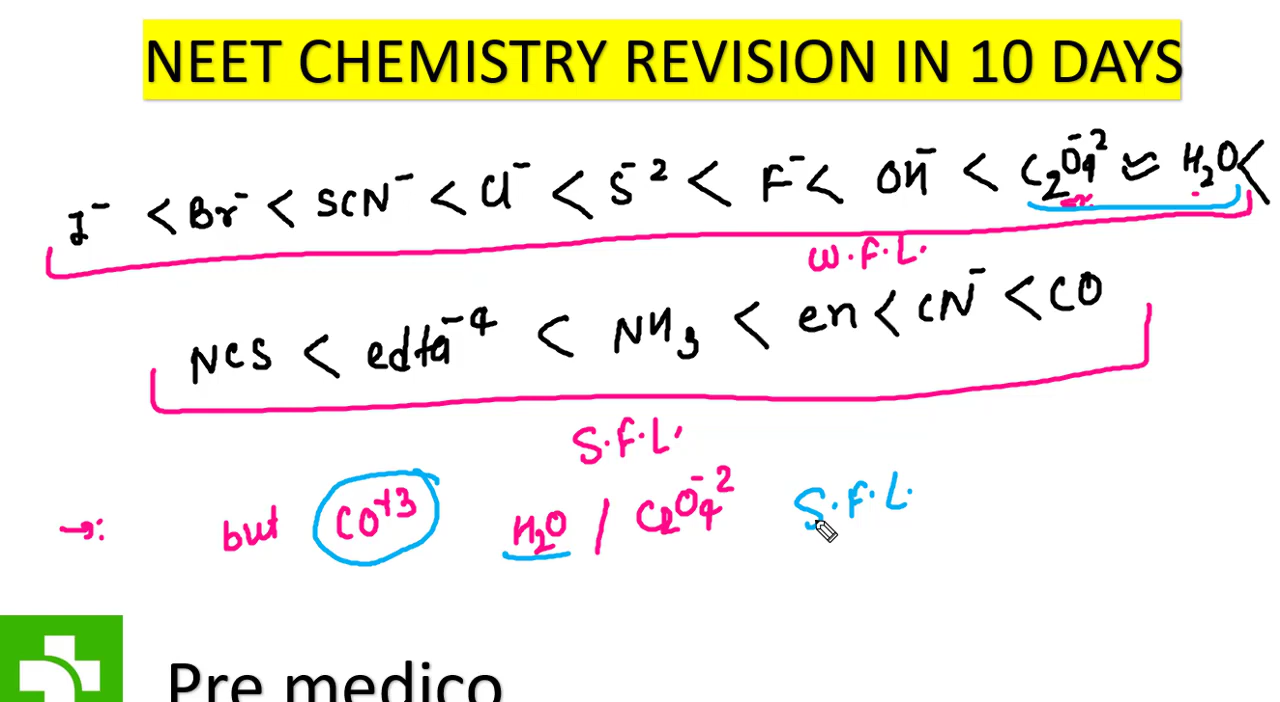 NEET CHEMISTRY REVISION IN 10 DAYS
I⁻ < Br⁻ < SCN⁻ < Cl⁻ < S⁻² < F⁻ < OH⁻ < C₂O₄⁻² ≈ H₂O <
W.F.L.
NCS < edta⁻⁴ < NH₃ < en < CN⁻ < CO
S.F.L.
→: but CO⁺³ H₂O / C₂O₄⁻² S.F.L.
Pre medico